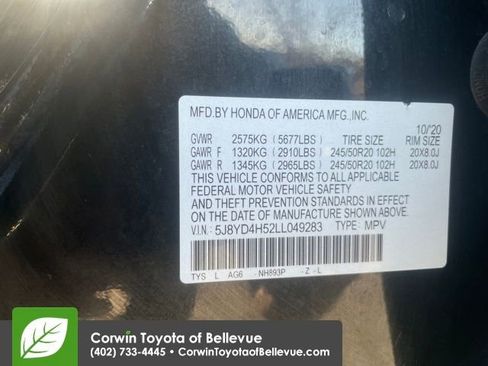 MFD. BY HONDA OF AMERICA MFG., INC.
10/'20
GVWR 2575KG (5677LBS) TIRE SIZE RIM SIZE
GAWR F 1320KG (2910LBS) 245/50R20 102H 20X8.0J
GAWR R 1345KG (2965LBS) 245/50R20 102H 20X8.0J
THIS VEHICLE CONFORMS TO ALL APPLICABLE
FEDERAL MOTOR VEHICLE SAFETY
AND THEFT PREVENTION STANDARDS IN EFFECT
ON THE DATE OF MANUFACTURE SHOWN ABOVE.
V.I.N.: 5J8YD4H52LL049283 TYPE: MPV
TYS L AG6 -NH893P -Z -L
Corwin Toyota of Bellevue
(402) 733-4445 • CorwinToyotaofBellevue.com